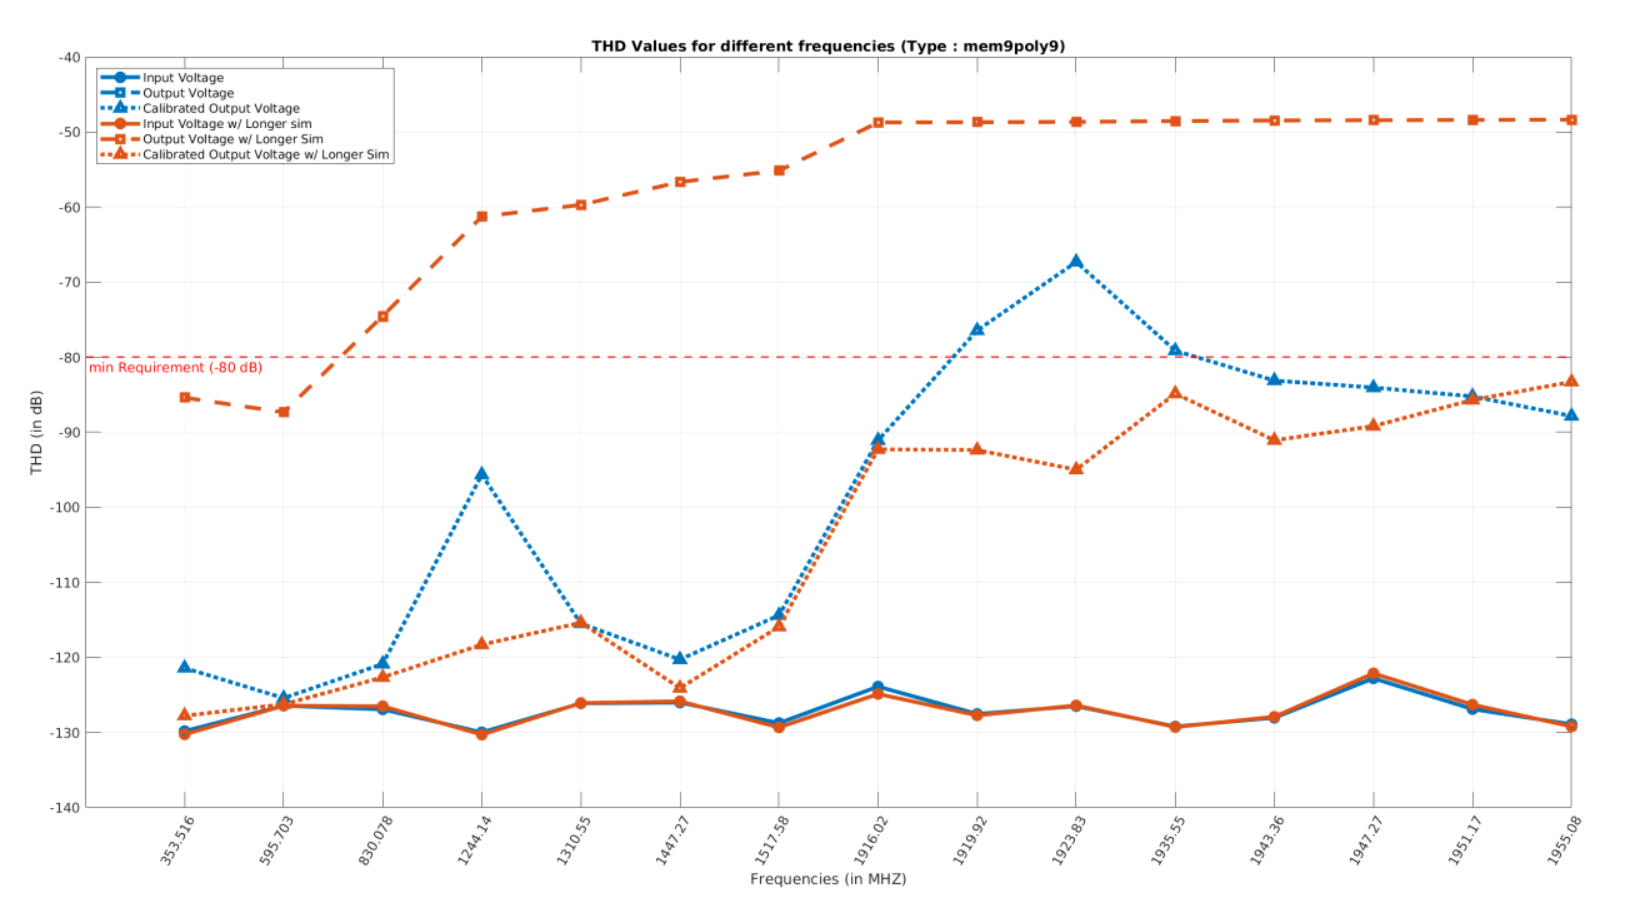 THD Values for different frequencies (Type : mem9poly9)
-40
-50
-60
-70
-80
-90
-100
-110
-120
-130
-140
THD (in dB)
Input Voltage
Output Voltage
Calibrated Output Voltage
Input Voltage w/ Longer sim
Output Voltage w/ Longer Sim
Calibrated Output Voltage w/ Longer Sim
min Requirement (-80 dB)
353.516
595.703
830.078
1244.14
1310.55
1447.27
1517.58
1916.02
1919.92
1923.83
1935.55
1943.36
1947.27
1951.17
1955.08
Frequencies (in MHZ)